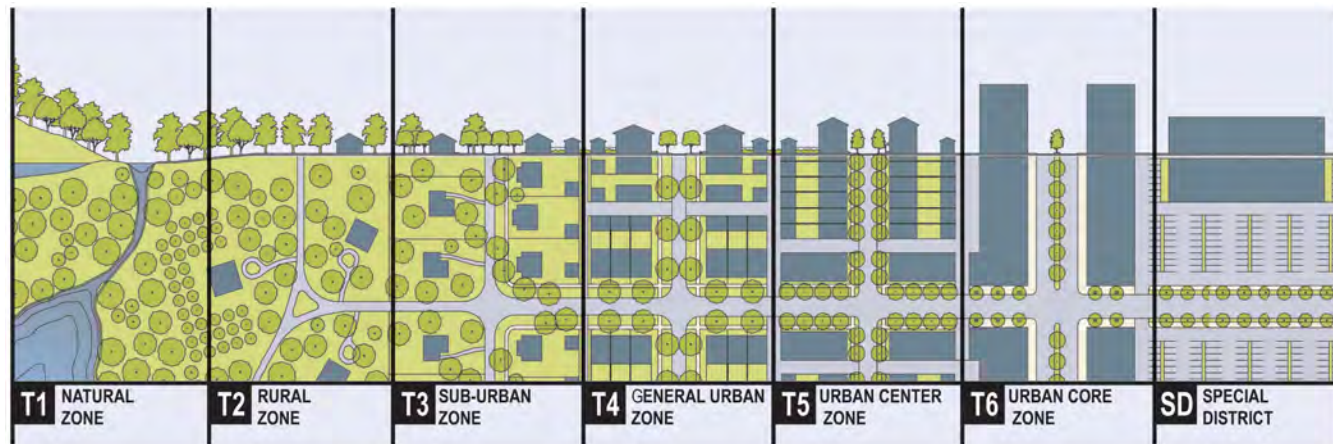 T1 NATURAL
ZONE
T2 RURAL
ZONE
T3 SUB-URBAN
ZONE
T4 GENERAL URBAN
ZONE
T5 URBAN CENTER
ZONE
T6 URBAN CORE
ZONE
SD SPECIAL
DISTRICT